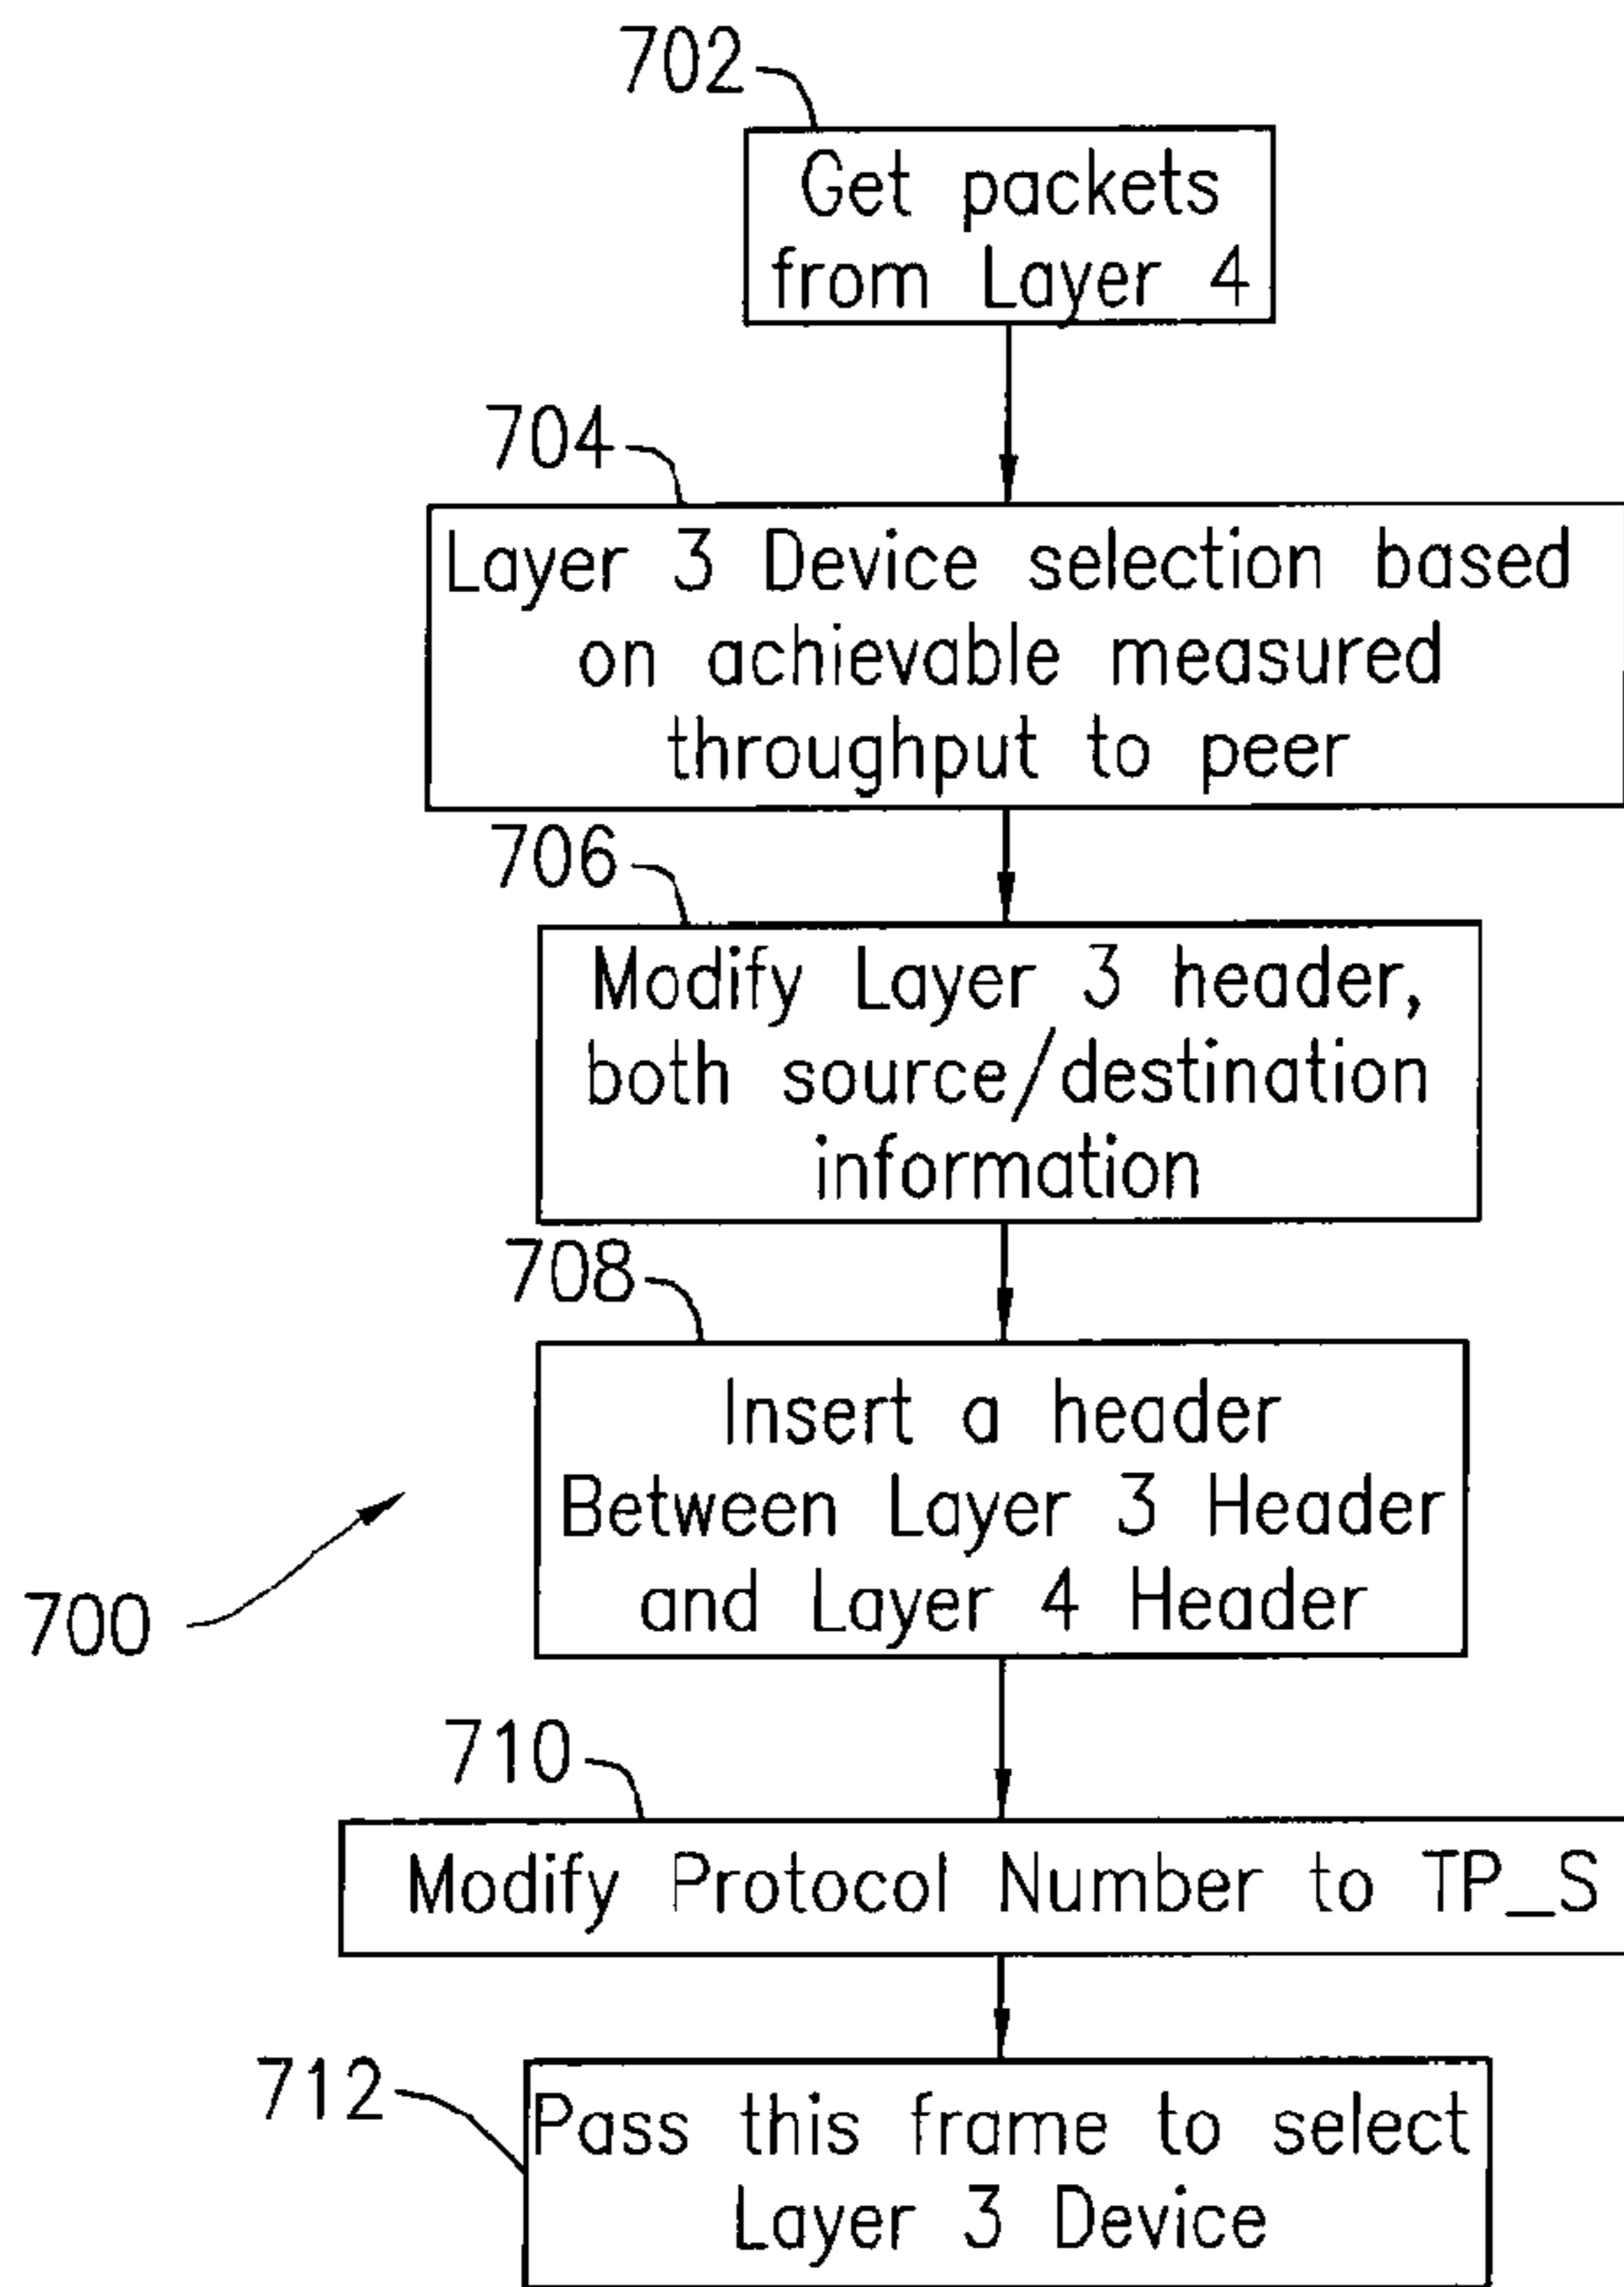 702
Get packets
from Layer 4
704
Layer 3 Device selection based
on achievable measured
throughput to peer
706
Modify Layer 3 header,
both source/destination
information
708
Insert a header
Between Layer 3 Header
and Layer 4 Header
700
710
Modify Protocol Number to TP_S
712
Pass this frame to select
Layer 3 Device